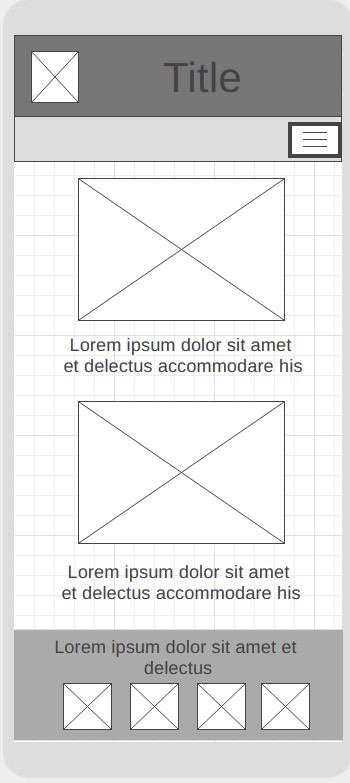 Title
Lorem ipsum dolor sit amet
et delectus accommodare his
Lorem ipsum dolor sit amet
et delectus accommodare his
Lorem ipsum dolor sit amet et
delectus